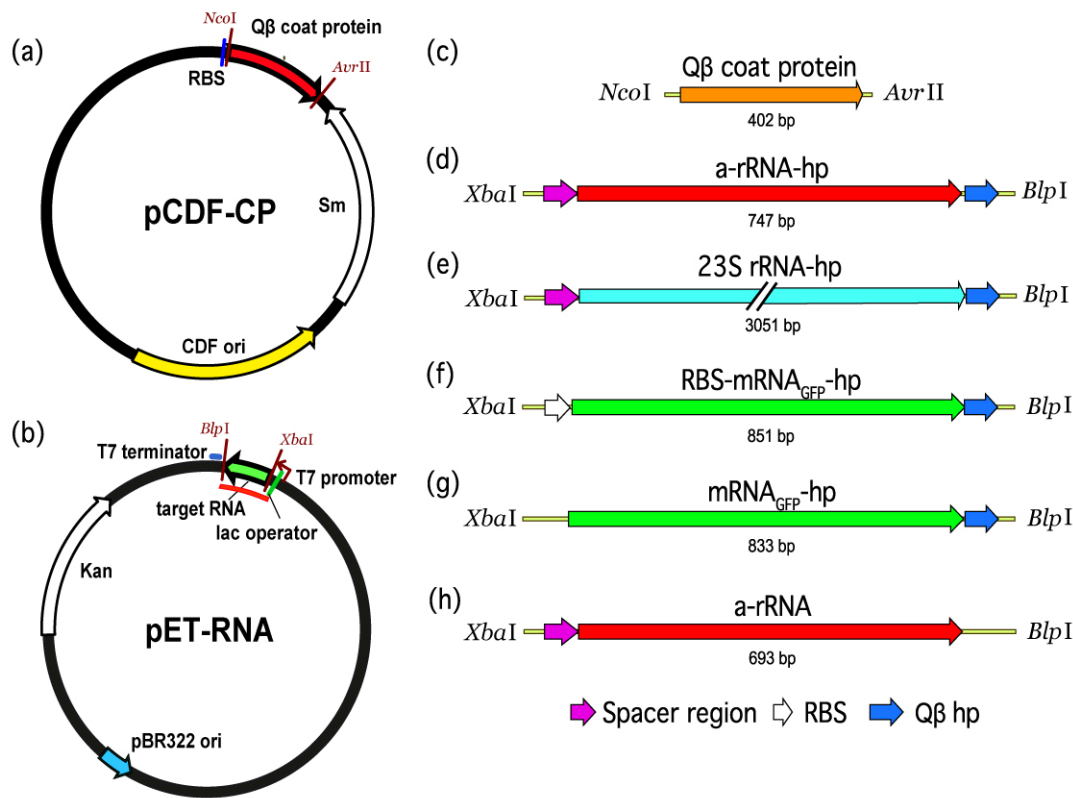 (a)
NcoI
Qβ coat protein
RBS
AvrII
Sm
pCDF-CP
CDF ori
(b)
BlpI
XbaI
T7 terminator
T7 promoter
target RNA
lac operator
Kan
pET-RNA
pBR322 ori
(c)
Qβ coat protein
NcoI
AvrII
402 bp
(d)
a-rRNA-hp
XbaI
BlpI
747 bp
(e)
23S rRNA-hp
XbaI
BlpI
3051 bp
(f)
RBS-mRNA_GFP-hp
XbaI
BlpI
851 bp
(g)
mRNA_GFP-hp
XbaI
BlpI
833 bp
(h)
a-rRNA
XbaI
BlpI
693 bp
Spacer region
RBS
Qβ hp